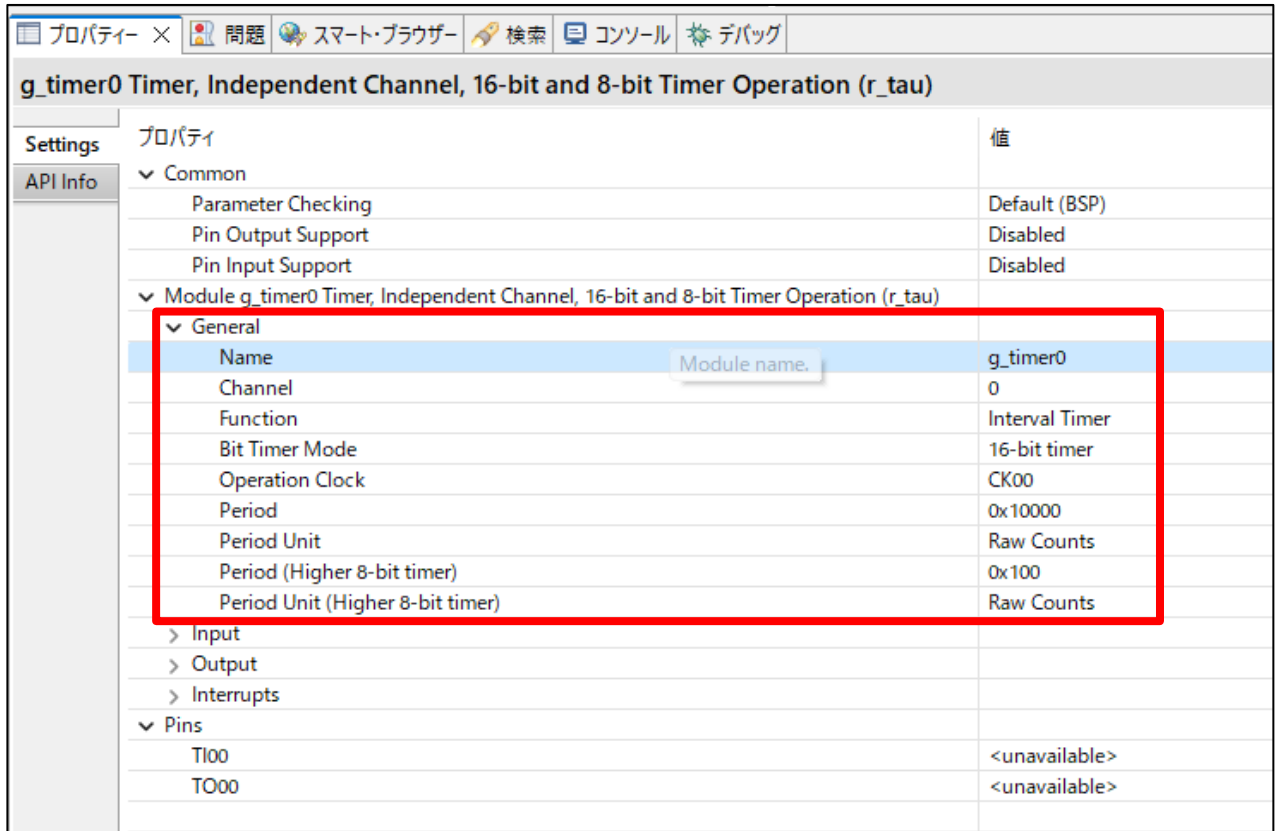 プロパティー 問題 スマート・ブラウザー 検索 コンソール デバッグ
g_timer0 Timer, Independent Channel, 16-bit and 8-bit Timer Operation (r_tau)
Settings
API Info
プロパティ 値
Common
Parameter Checking Default (BSP)
Pin Output Support Disabled
Pin Input Support Disabled
Module g_timer0 Timer, Independent Channel, 16-bit and 8-bit Timer Operation (r_tau)
General
Name g_timer0
Module name.
Channel 0
Function Interval Timer
Bit Timer Mode 16-bit timer
Operation Clock CK00
Period 0x10000
Period Unit Raw Counts
Period (Higher 8-bit timer) 0x100
Period Unit (Higher 8-bit timer) Raw Counts
Input
Output
Interrupts
Pins
TI00 <unavailable>
TO00 <unavailable>